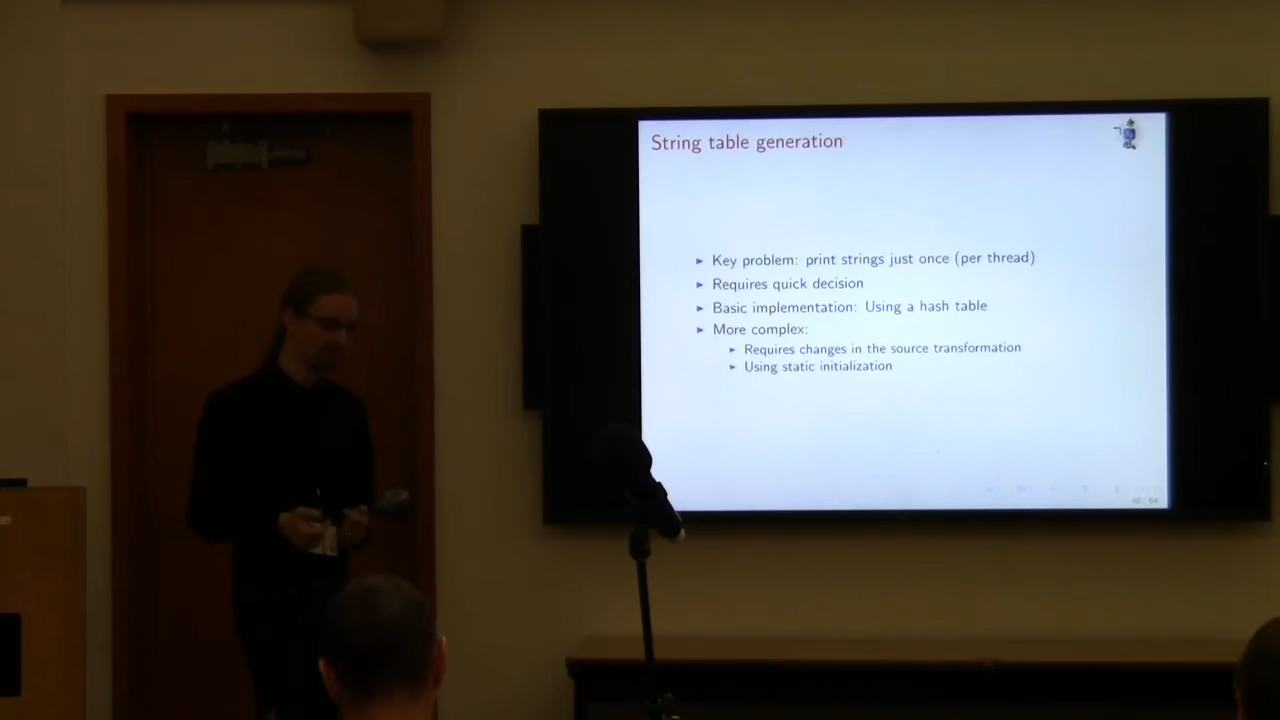 String table generation
► Key problem: print strings just once (per thread)
► Requires quick decision
► Basic implementation: Using a hash table
► More complex:
► Requires changes in the source transformation
► Using static initialization